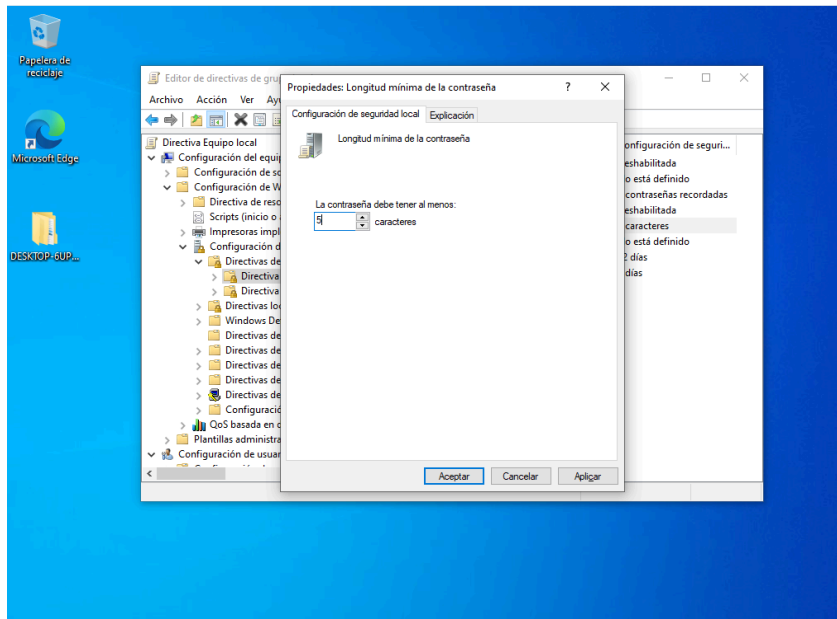 Papelera de
reciclaje
Microsoft Edge
DESKTOP-6UP...
Editor de directivas de gru
Archivo Acción Ver Ayu
Directiva Equipo local
Configuración del equi
Configuración de so
Configuración de W
Directiva de reso
Scripts (inicio o
Impresoras impl
Configuración d
Directivas de
Directiva
Directiva
Directivas loc
Windows De
Directivas de
Directivas de
Directivas de
Directivas de
Directivas de
Configuració
QoS basada en d
Plantillas administra
Configuración de usuar
Propiedades: Longitud mínima de la contraseña ? ×
Configuración de seguridad local Explicación
Longitud mínima de la contraseña
La contraseña debe tener al menos:
5 caracteres
Aceptar Cancelar Aplicar
onfiguración de seguri...
eshabilitada
o está definido
contraseñas recordadas
eshabilitada
caracteres
o está definido
2 días
días